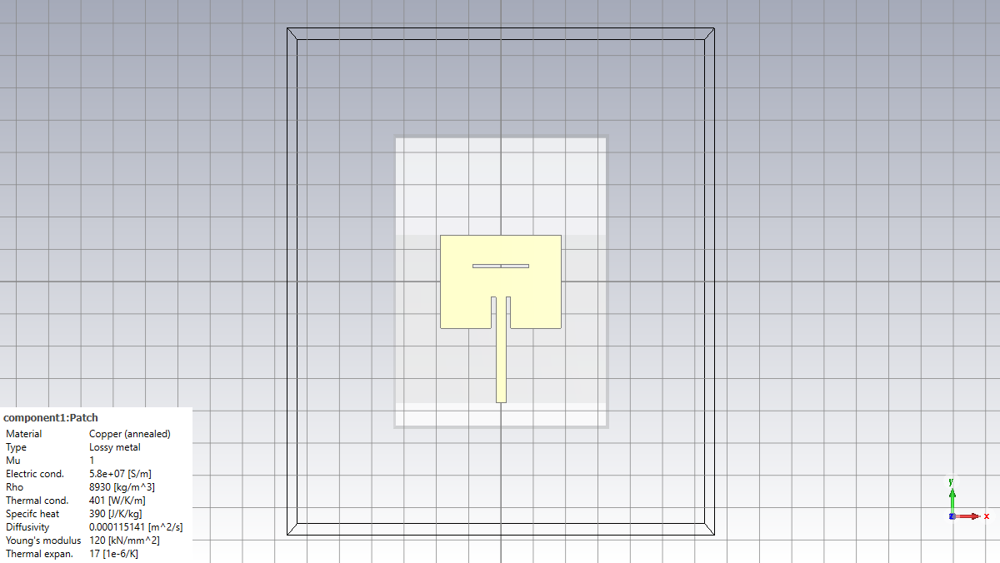 component1:Patch
Material Copper (annealed)
Type Lossy metal
Mu 1
Electric cond. 5.8e+07 [S/m]
Rho 8930 [kg/m^3]
Thermal cond. 401 [W/K/m]
Specifc heat 390 [J/K/kg]
Diffusivity 0.000115141 [m^2/s]
Young's modulus 120 [kN/mm^2]
Thermal expan. 17 [1e-6/K]
y
z x